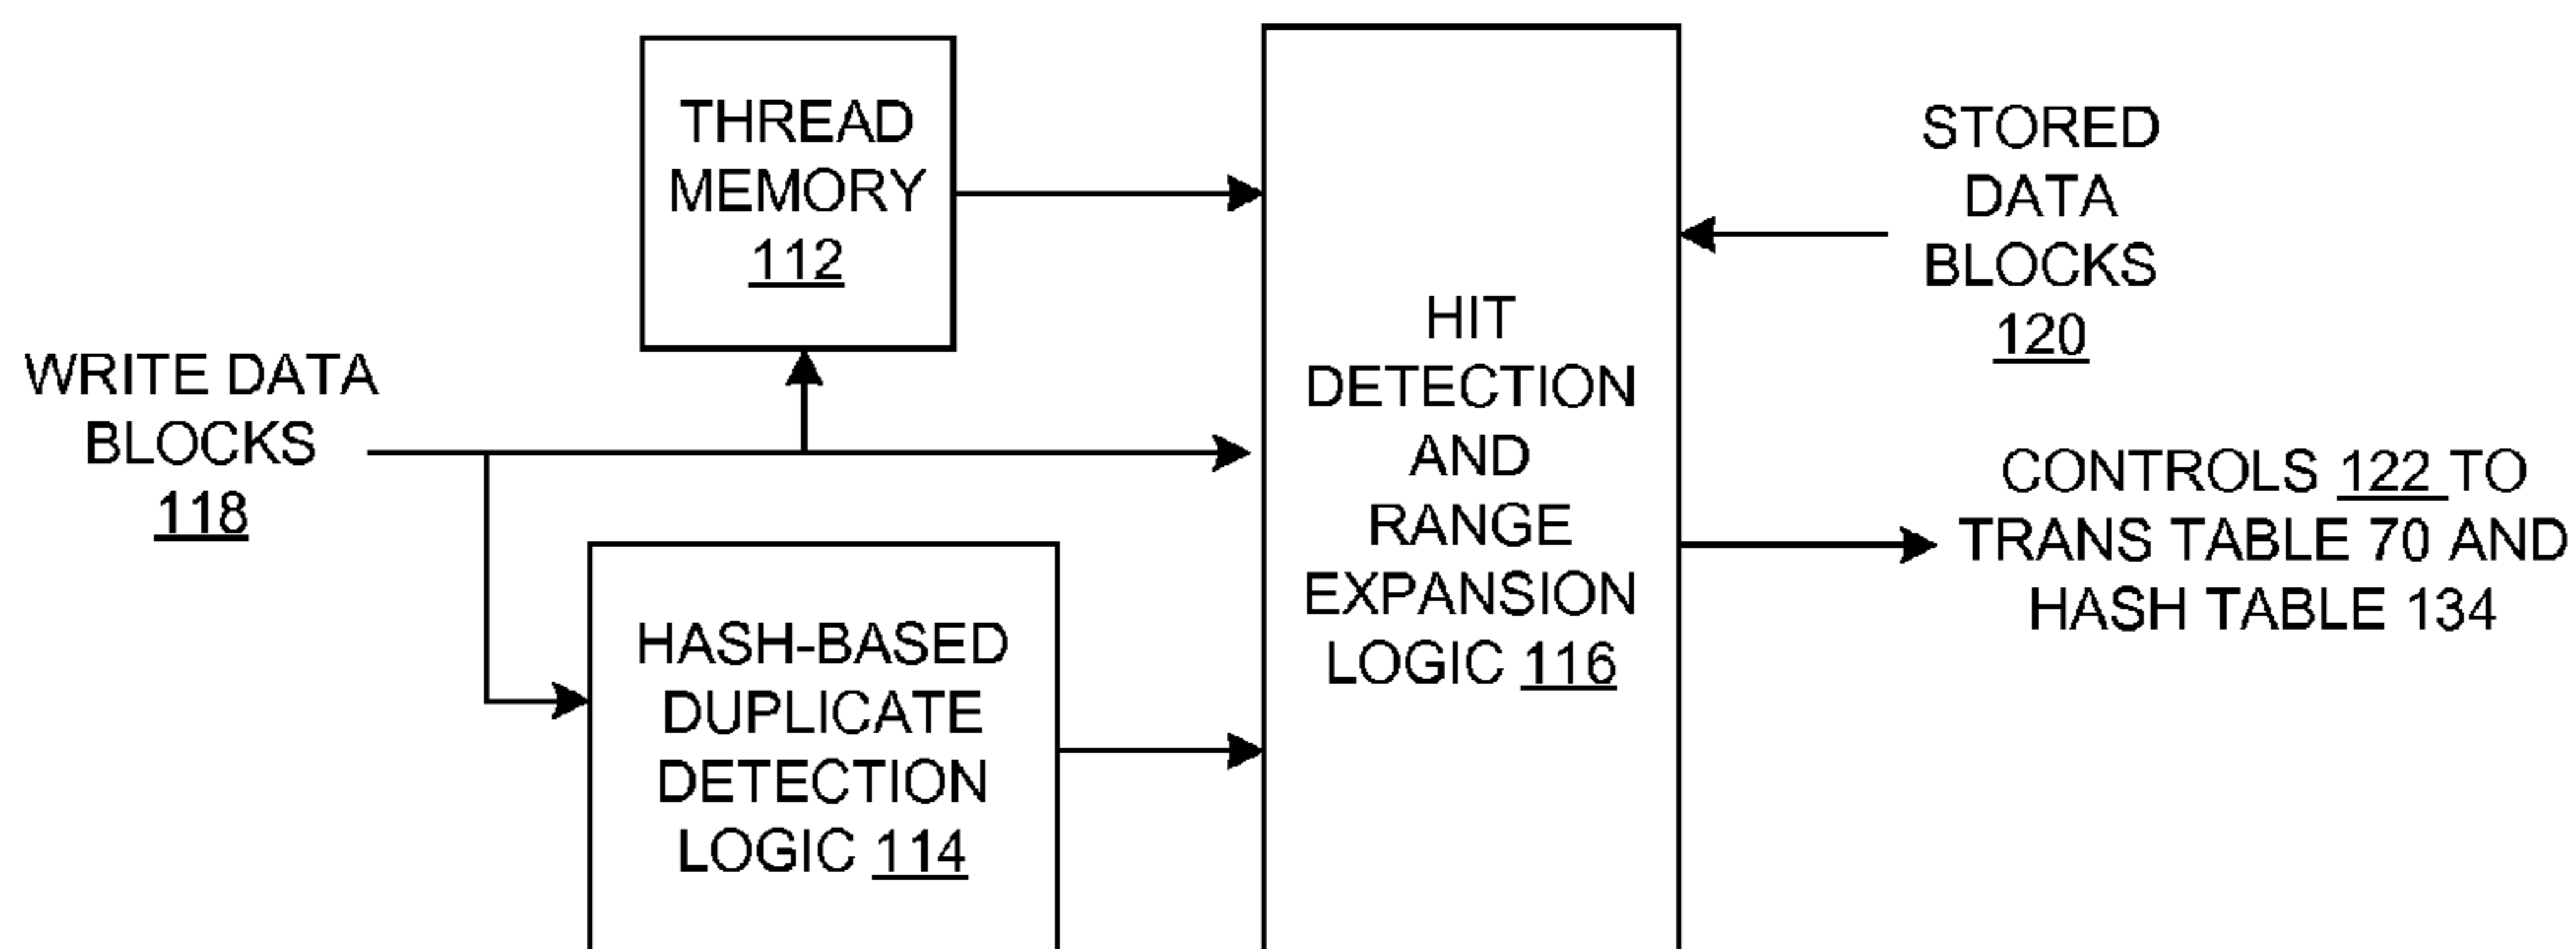 THREAD
MEMORY
112
WRITE DATA
BLOCKS
118
HASH-BASED
DUPLICATE
DETECTION
LOGIC 114
HIT
DETECTION
AND
RANGE
EXPANSION
LOGIC 116
STORED
DATA
BLOCKS
120
CONTROLS 122 TO
TRANS TABLE 70 AND
HASH TABLE 134